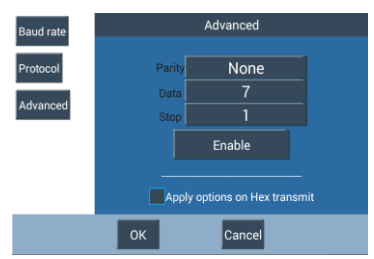 Baud rate
Advanced
Protocol
Parity None
Data 7
Advanced
Stop 1
Enable
Apply options on Hex transmit
OK Cancel